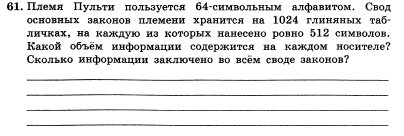 61. Племя Пульти пользуется 64-символьным алфавитом. Свод
основных законов племени хранится на 1024 глиняных таб-
личках, на каждую из которых нанесено ровно 512 символов.
Какой объём информации содержится на каждом носителе?
Сколько информации заключено во всём своде законов?